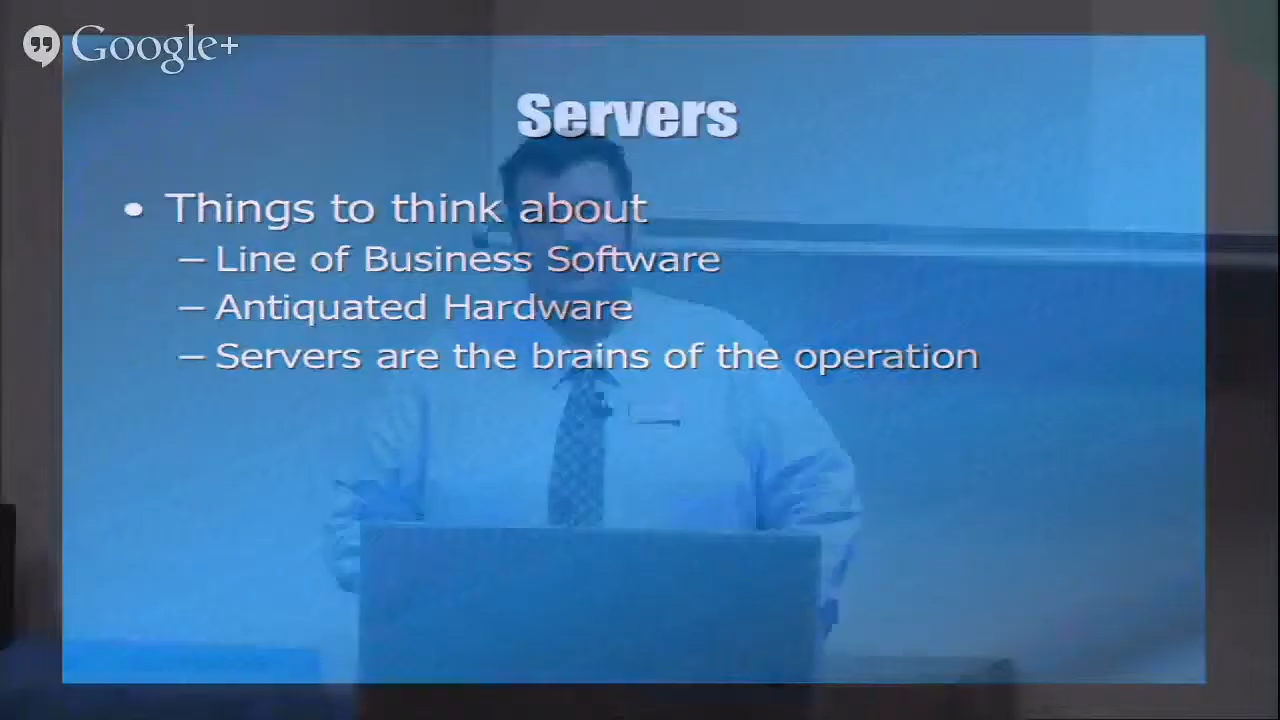 Google+
Servers
• Things to think about
– Line of Business Software
– Antiquated Hardware
– Servers are the brains of the operation